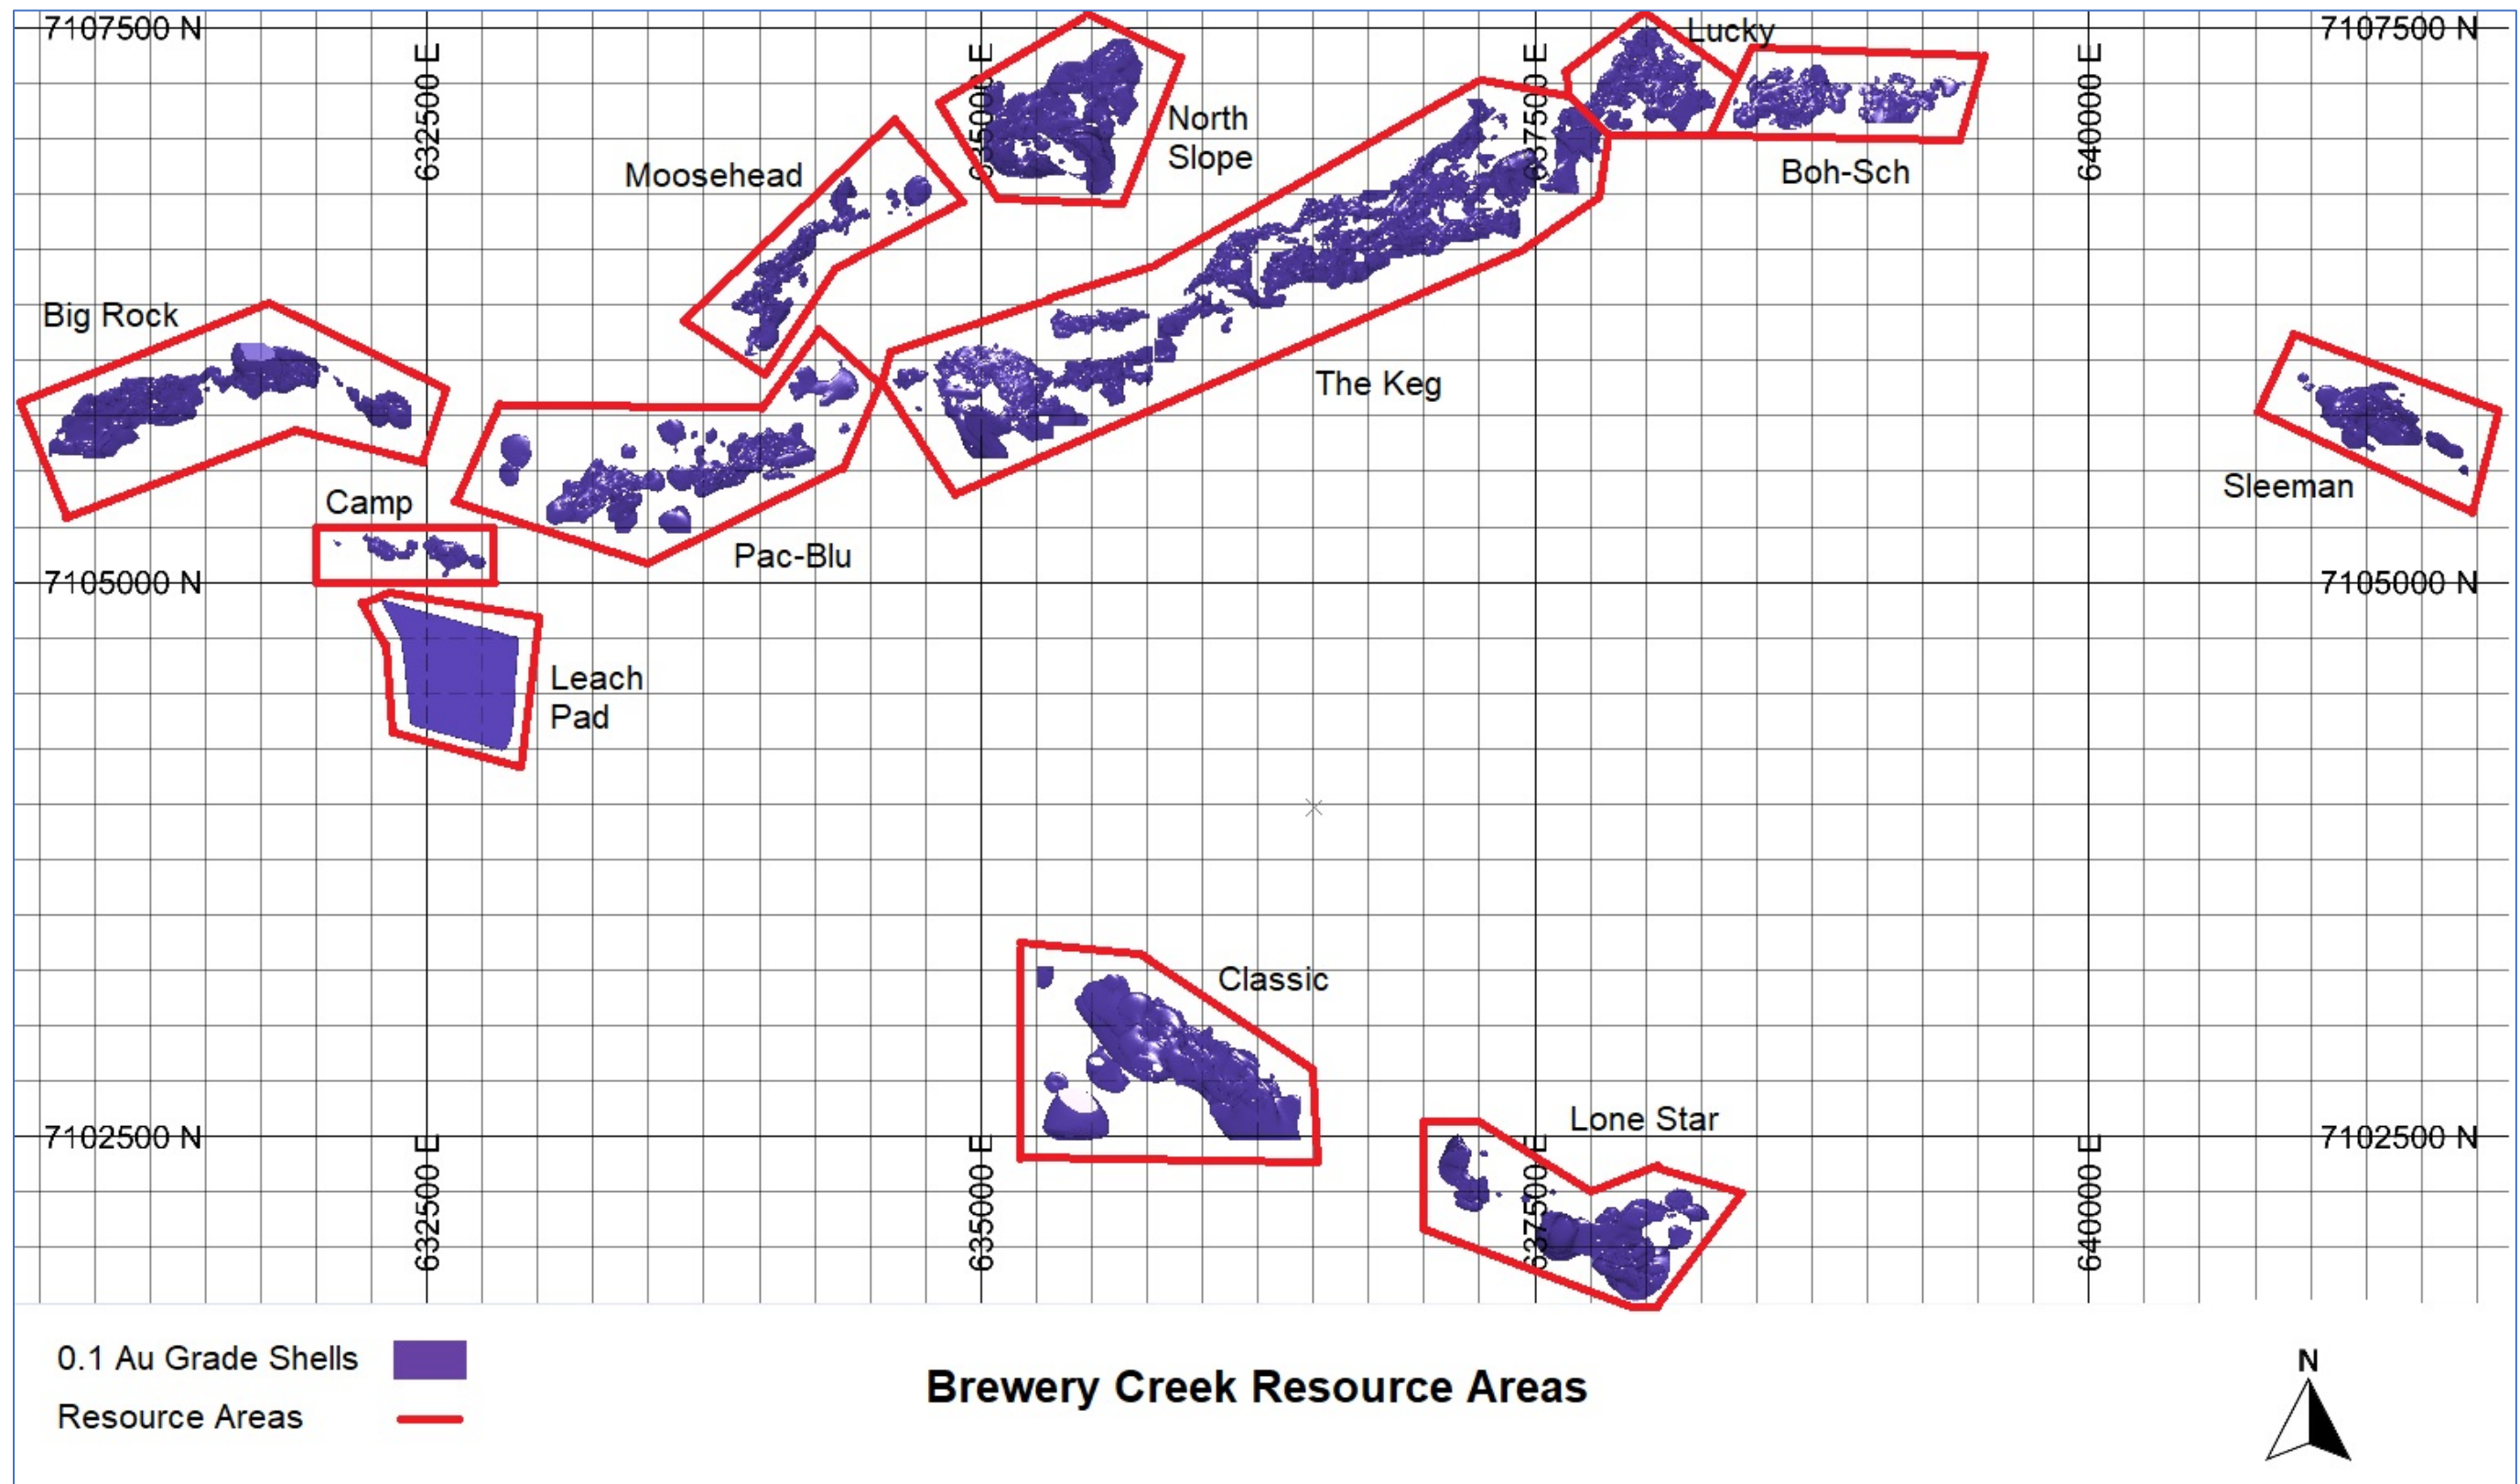 7107500 N
7107500 N
632500 E
635000 E
637500 E
640000 E
Lucky
North
Slope
Moosehead
Boh-Sch
Big Rock
The Keg
Sleeman
Camp
Pac-Blu
7105000 N
7105000 N
Leach
Pad
Classic
Lone Star
7102500 N
7102500 N
632500 E
635000 E
637500 E
640000 E
0.1 Au Grade Shells
Resource Areas
Brewery Creek Resource Areas
N